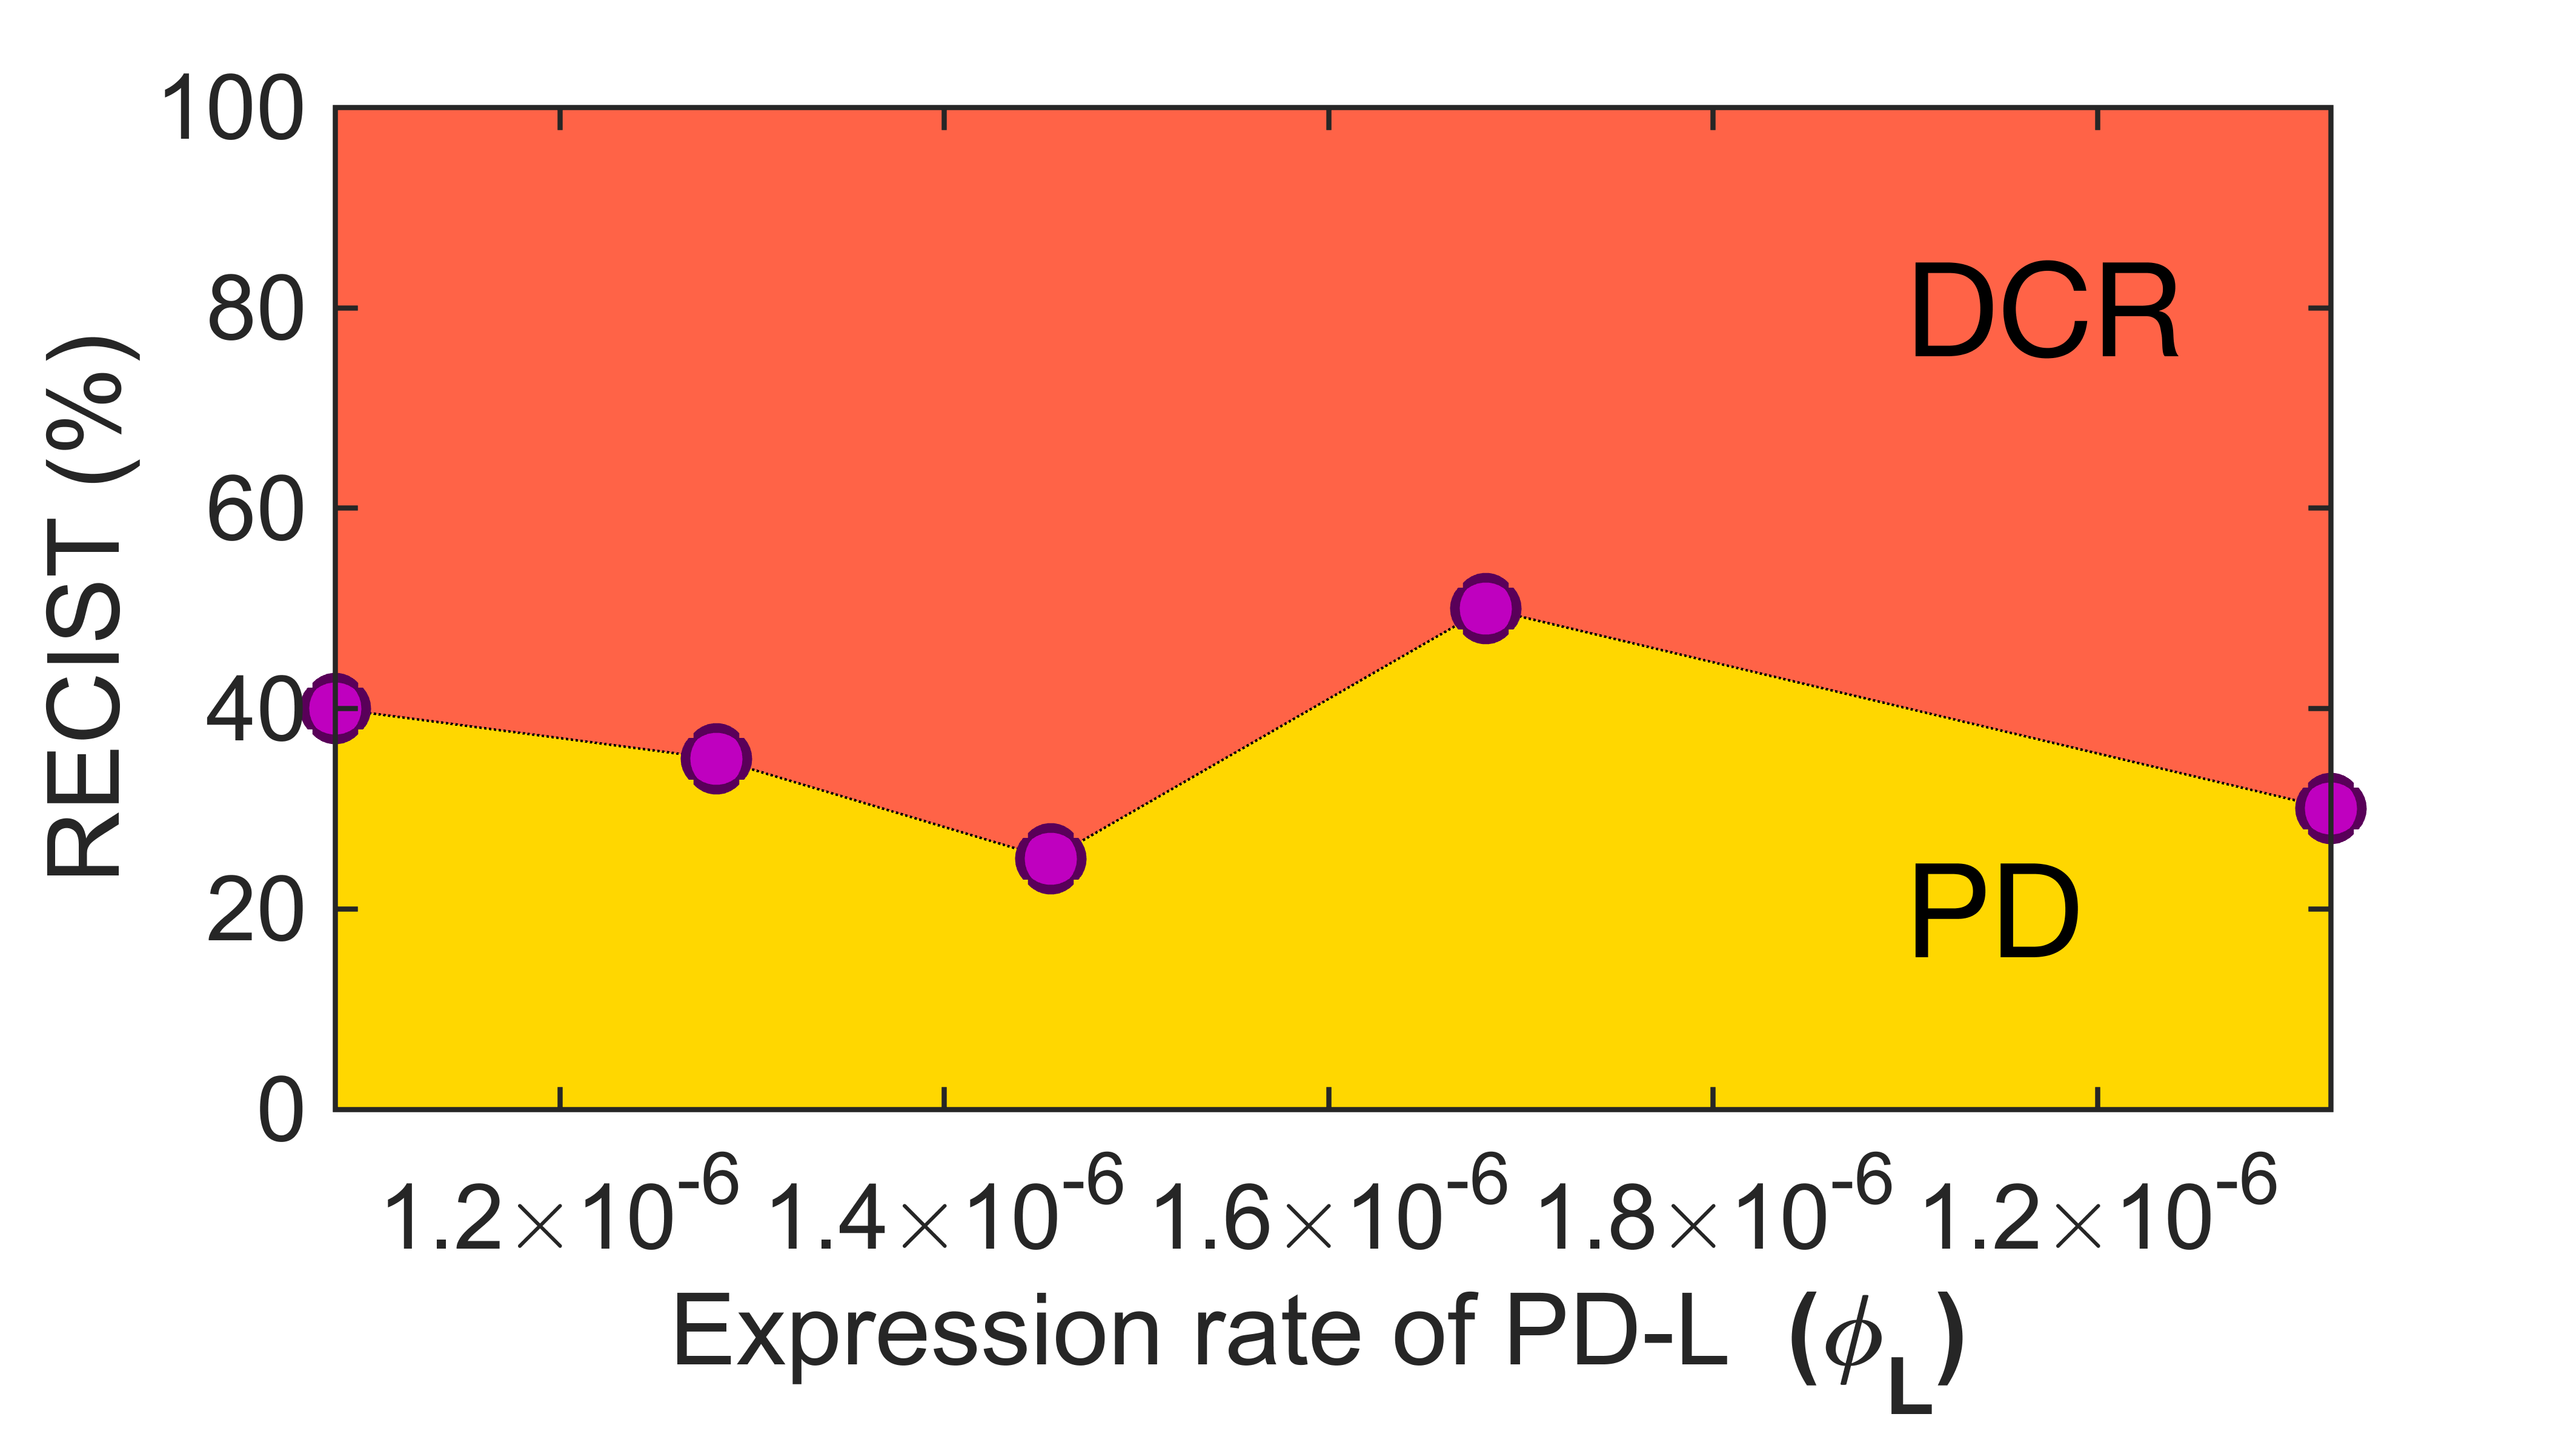 100
80
60
40
20
0
RECIST (%)
DCR
PD
1.2×10⁻⁶ 1.4×10⁻⁶ 1.6×10⁻⁶ 1.8×10⁻⁶ 1.2×10⁻⁶
Expression rate of PD-L (ϕL)